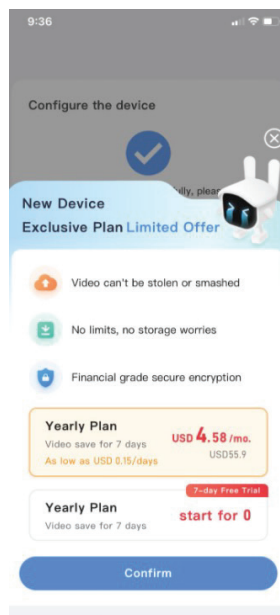 9:36
Configure the device
ully, plea
New Device
Exclusive Plan Limited Offer
Video can't be stolen or smashed
No limits, no storage worries
Financial grade secure encryption
Yearly Plan
Video save for 7 days
As low as USD 0.15/days
USD 4.58 /mo.
USD55.9
7-day Free Trial
Yearly Plan
Video save for 7 days
start for 0
Confirm